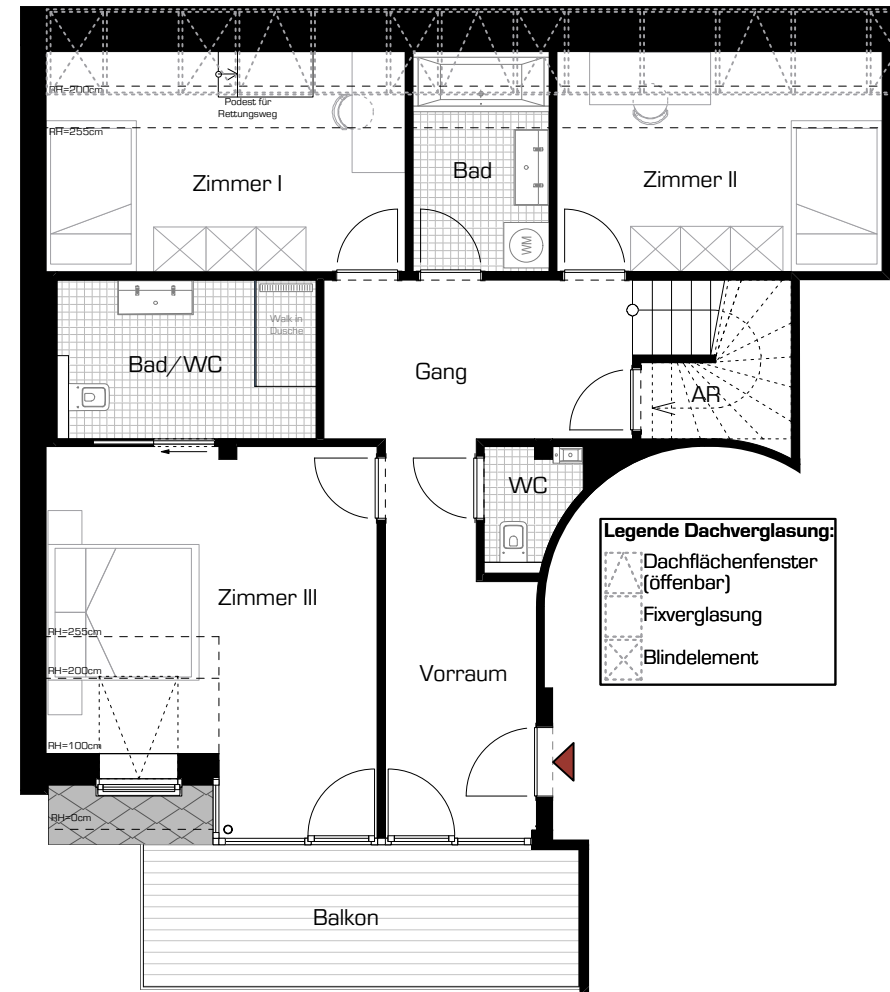 RH=200cm
Podest für
Rettungsweg
RH=255cm
Zimmer I
Bad
Zimmer II
WM
Walk in
Dusche
Bad/WC
Gang
AR
WC
Legende Dachverglasung:
Dachflächenfenster
(öffenbar)
Fixverglasung
Blindelement
Zimmer III
RH=255cm
RH=200cm
Vorraum
RH=100cm
RH=0cm
Balkon